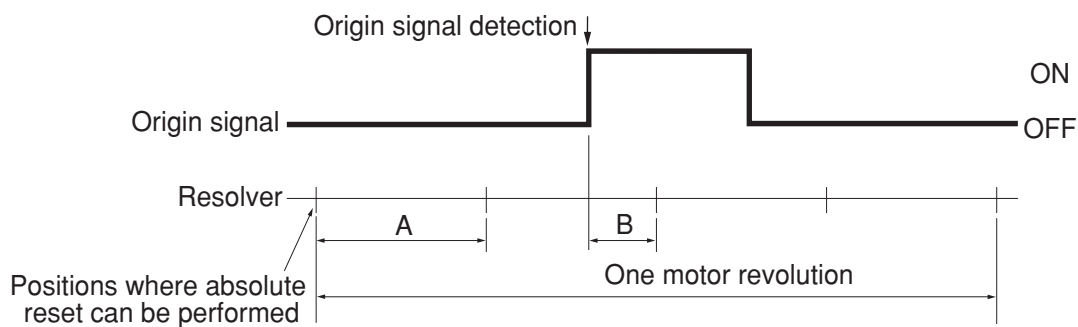 Origin signal detection
ON
Origin signal
OFF
Resolver
A
B
Positions where absolute
reset can be performed
One motor revolution